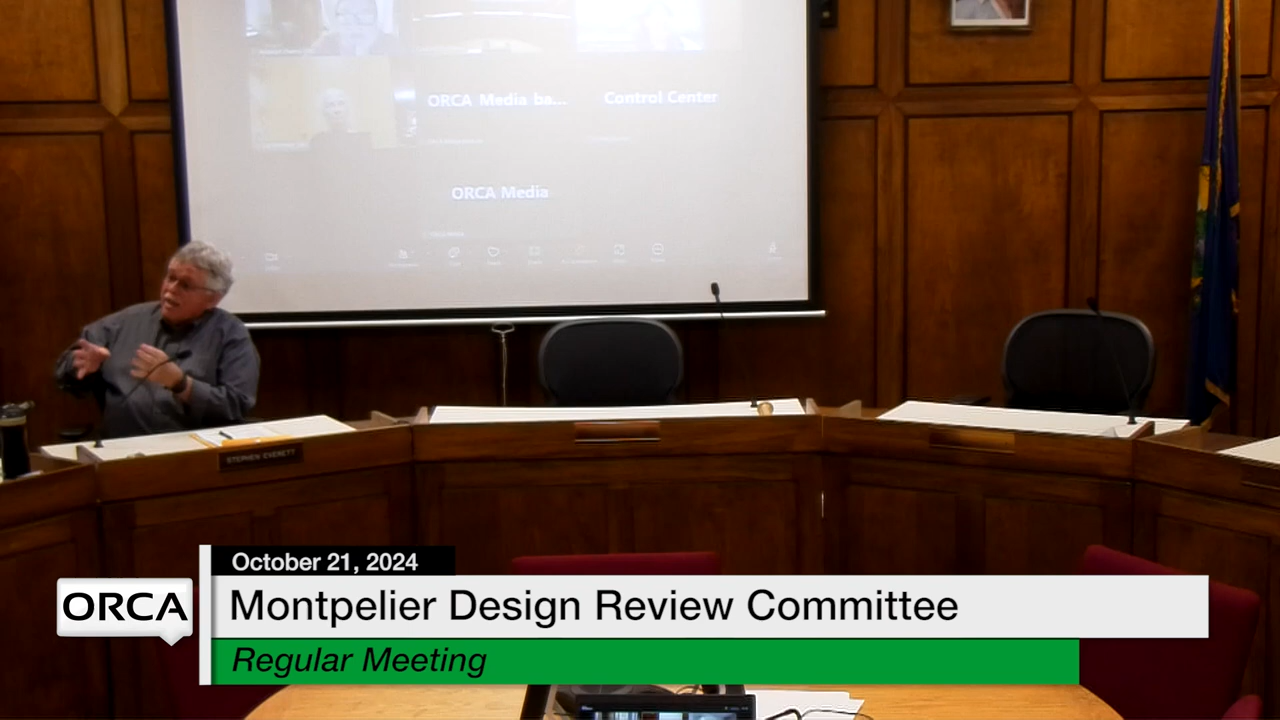 ORCA Media ba...
Control Center
ORCA Media
STEPHEN EVERETT
October 21, 2024
ORCA
Montpelier Design Review Committee
Regular Meeting